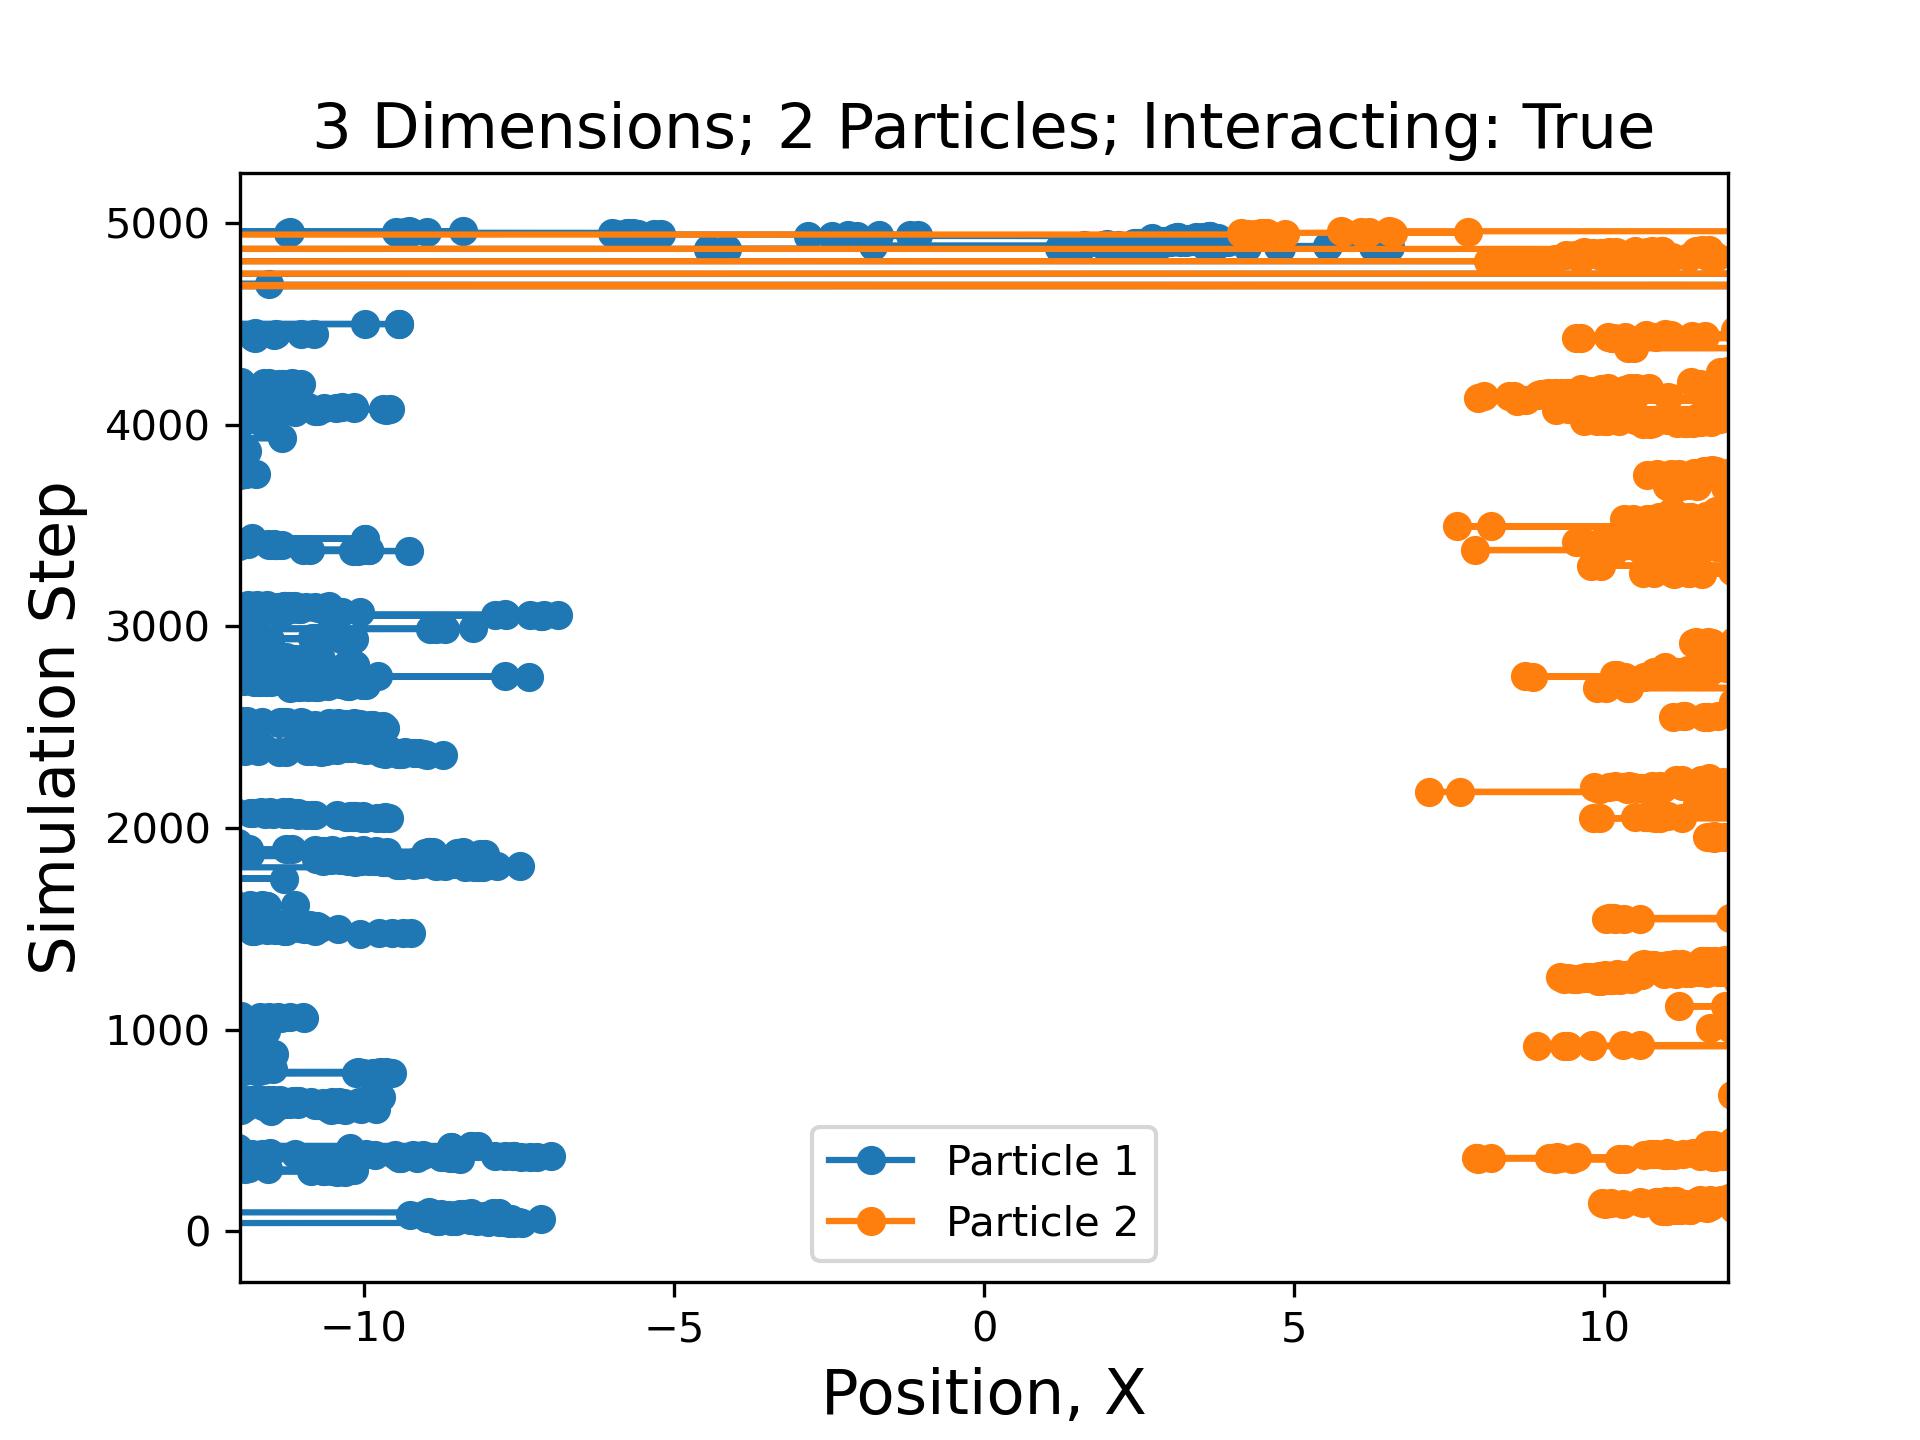 3 Dimensions; 2 Particles; Interacting: True
5000
4000
3000
2000
1000
0
Simulation Step
Particle 1
Particle 2
−10
−5
0
5
10
Position, X